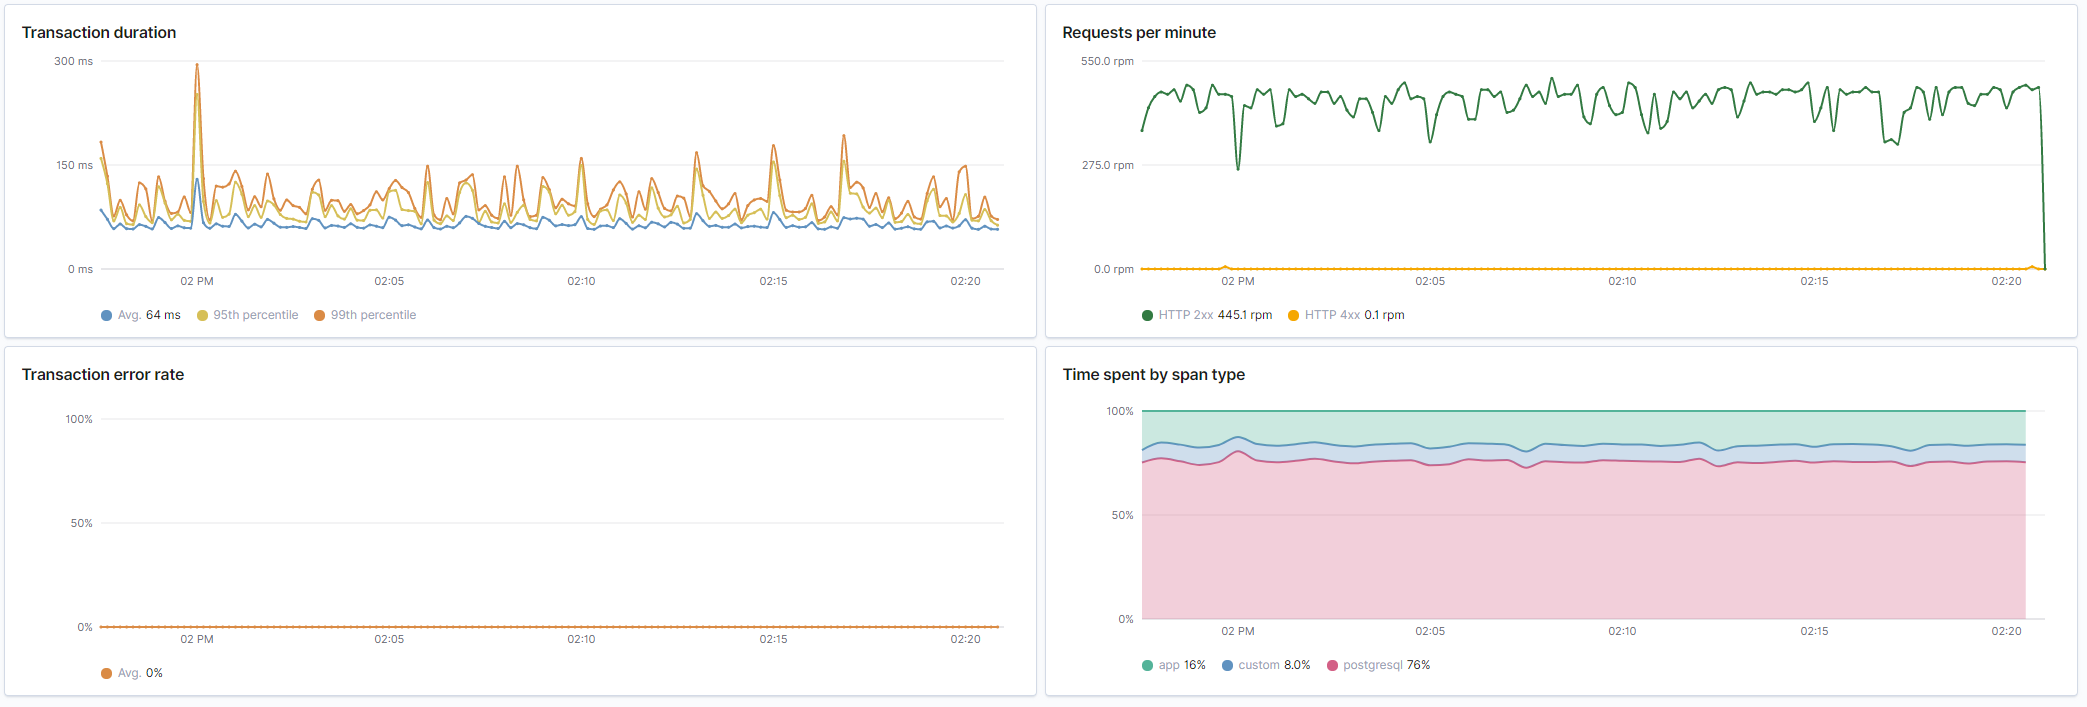 Transaction duration
300 ms
150 ms
0 ms
02 PM 02:05 02:10 02:15 02:20
Avg. 64 ms 95th percentile 99th percentile
Requests per minute
550.0 rpm
275.0 rpm
0.0 rpm
02 PM 02:05 02:10 02:15 02:20
HTTP 2xx 445.1 rpm HTTP 4xx 0.1 rpm
Transaction error rate
100%
50%
0%
02 PM 02:05 02:10 02:15 02:20
Avg. 0%
Time spent by span type
100%
50%
0%
02 PM 02:05 02:10 02:15 02:20
app 16% custom 8.0% postgresql 76%